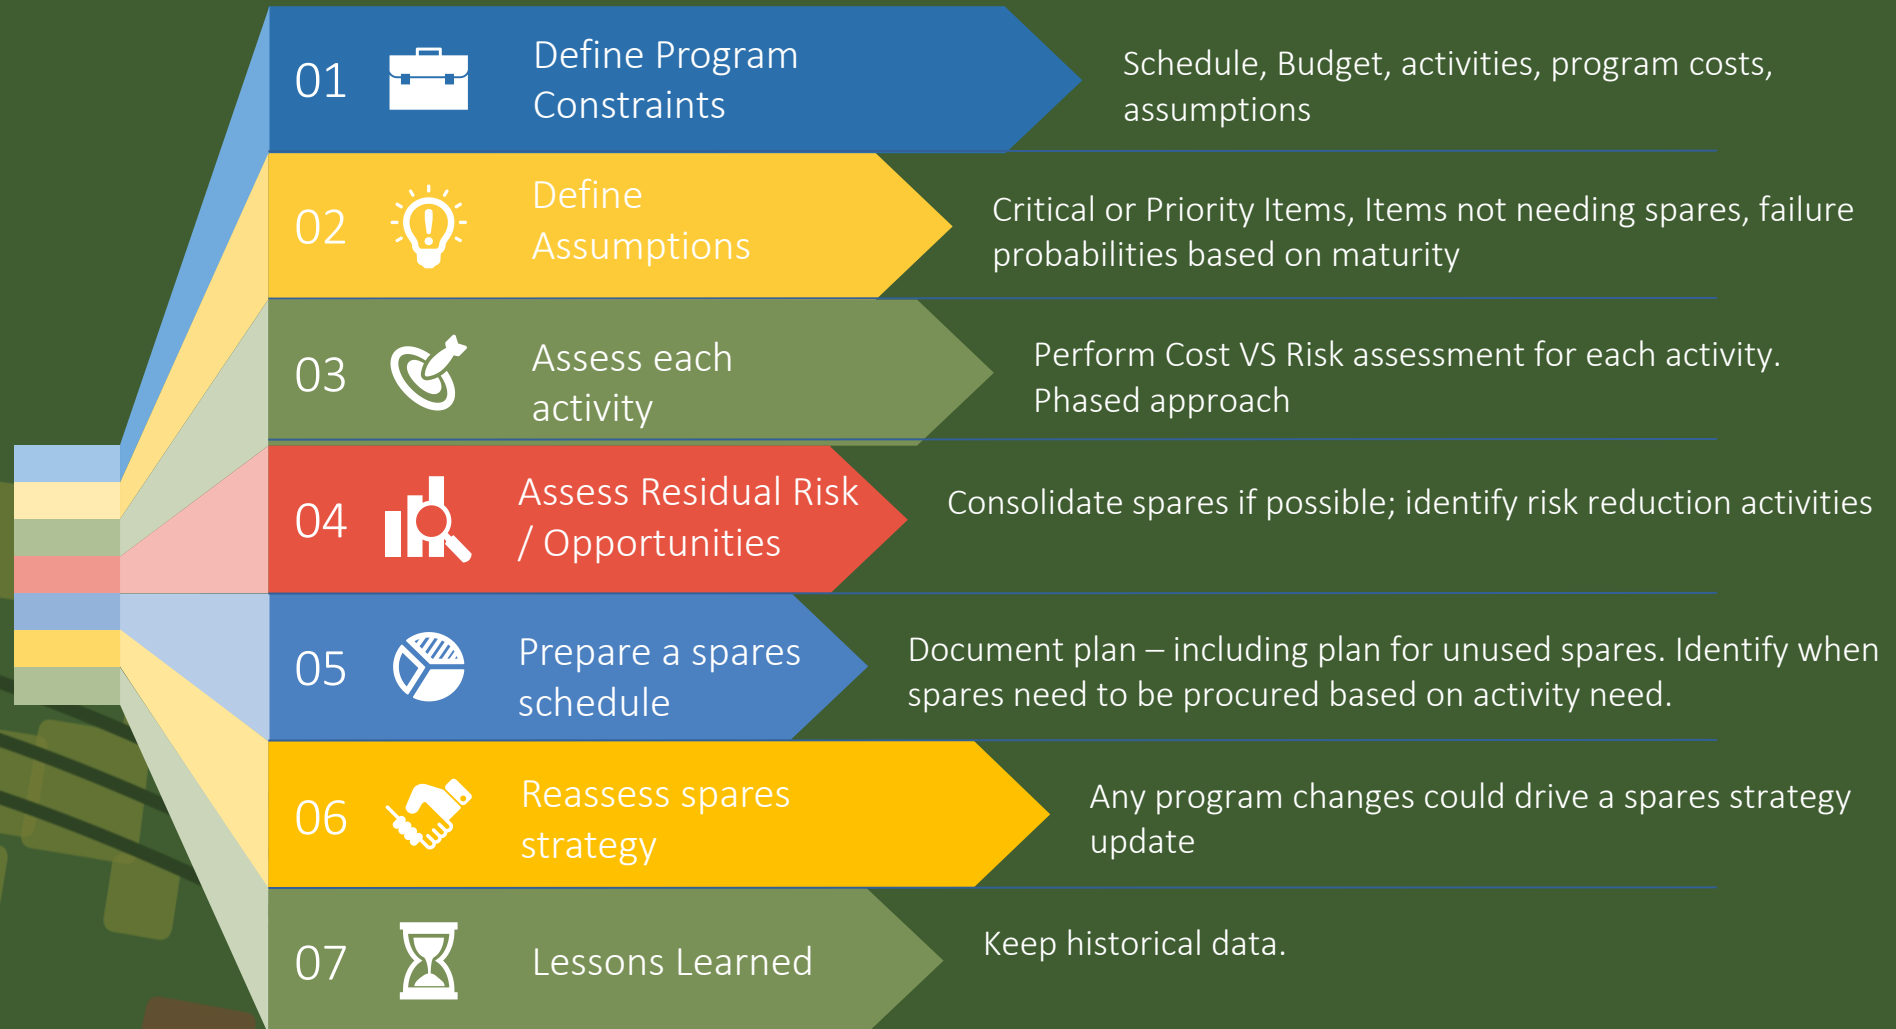 01
Define Program
Constraints
Schedule, Budget, activities, program costs,
assumptions
02
Define
Assumptions
Critical or Priority Items, Items not needing spares, failure
probabilities based on maturity
03
Assess each
activity
Perform Cost VS Risk assessment for each activity.
Phased approach
04
Assess Residual Risk
/ Opportunities
Consolidate spares if possible; identify risk reduction activities
05
Prepare a spares
schedule
Document plan – including plan for unused spares. Identify when
spares need to be procured based on activity need.
06
Reassess spares
strategy
Any program changes could drive a spares strategy
update
07
Lessons Learned
Keep historical data.